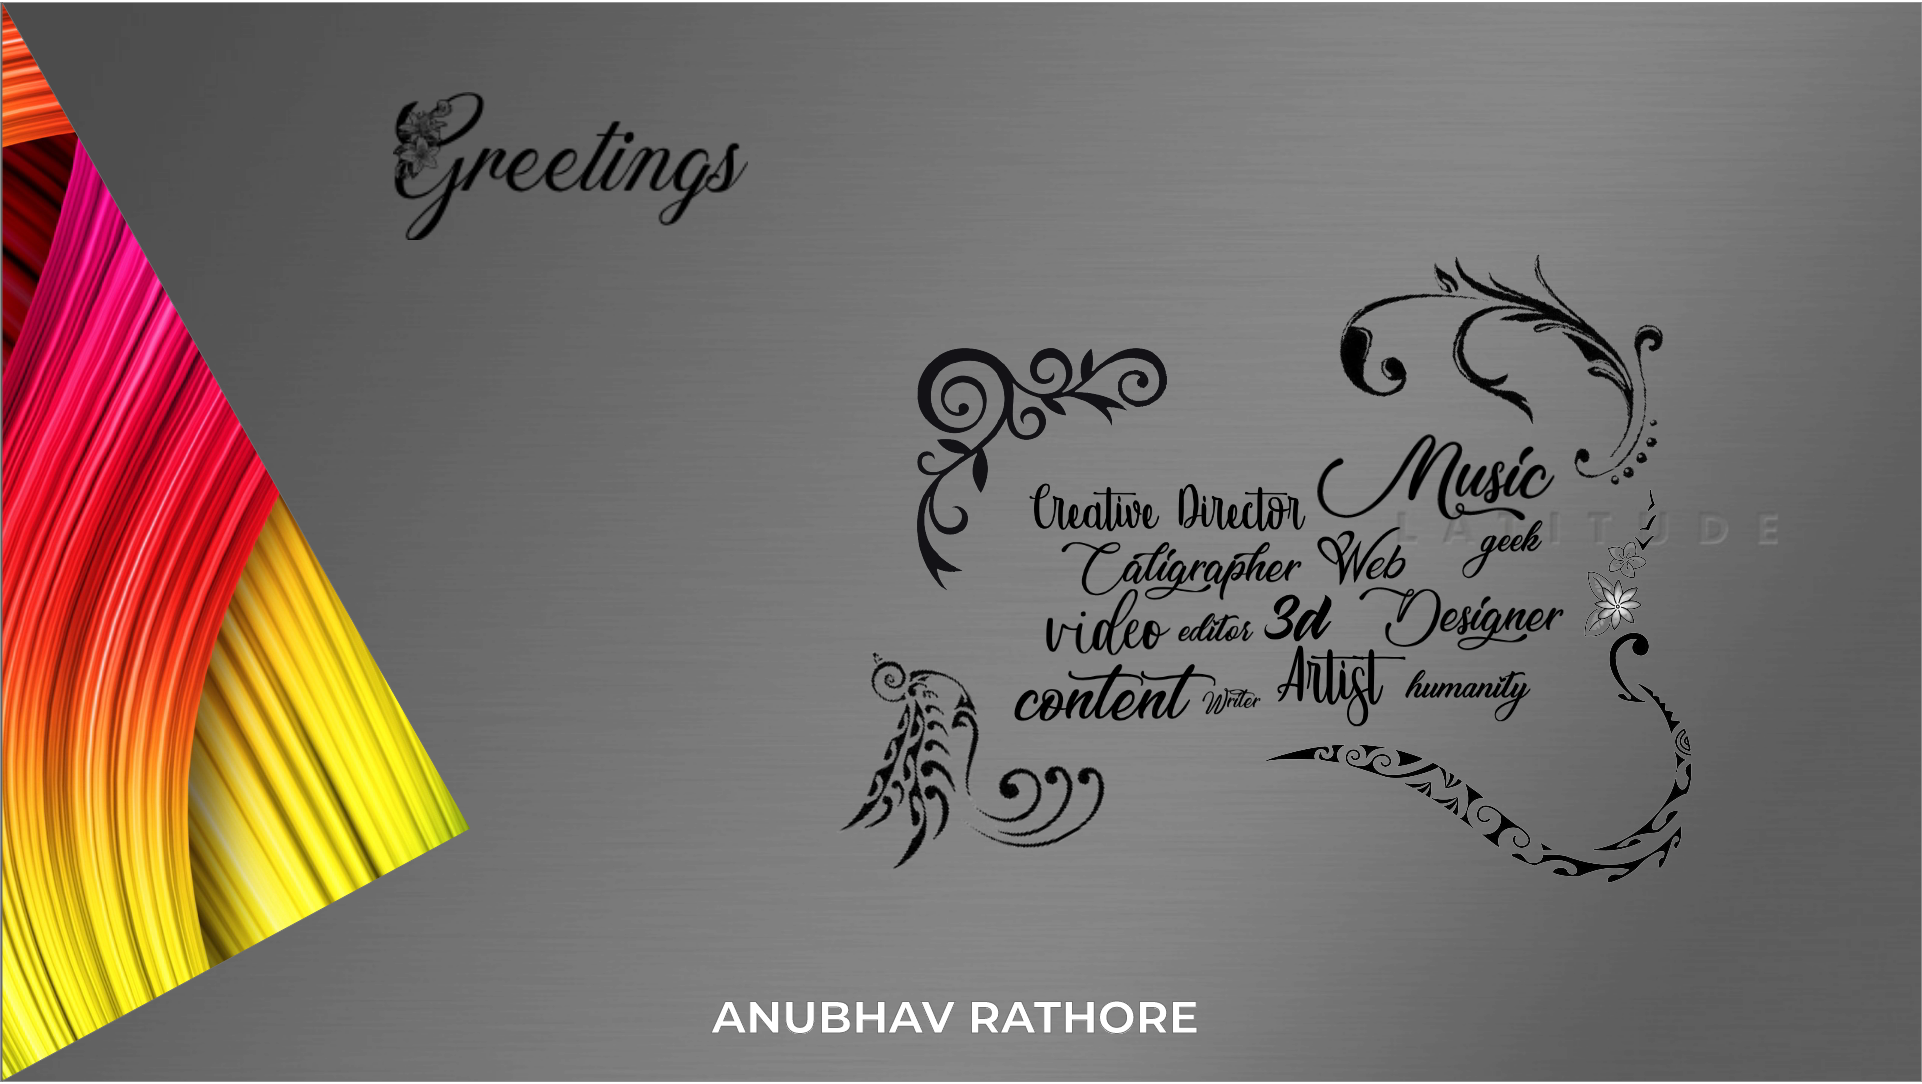 Greetings
Creative Director Music
LATITUDE
Caligrapher Web geek
video editor 3d Designer
content Writer Artist humanity
ANUBHAV RATHORE